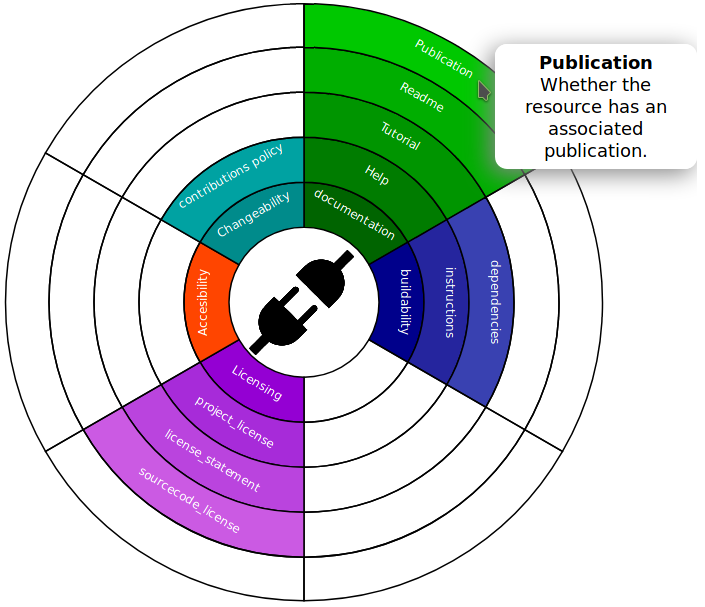 Publication
Readme
Tutorial
Help
documentation
Publication
Whether the
resource has an
associated
publication.
contributions policy
Changeability
Accesibility
buildability
instructions
dependencies
Licensing
project_license
license_statement
sourcecode_license